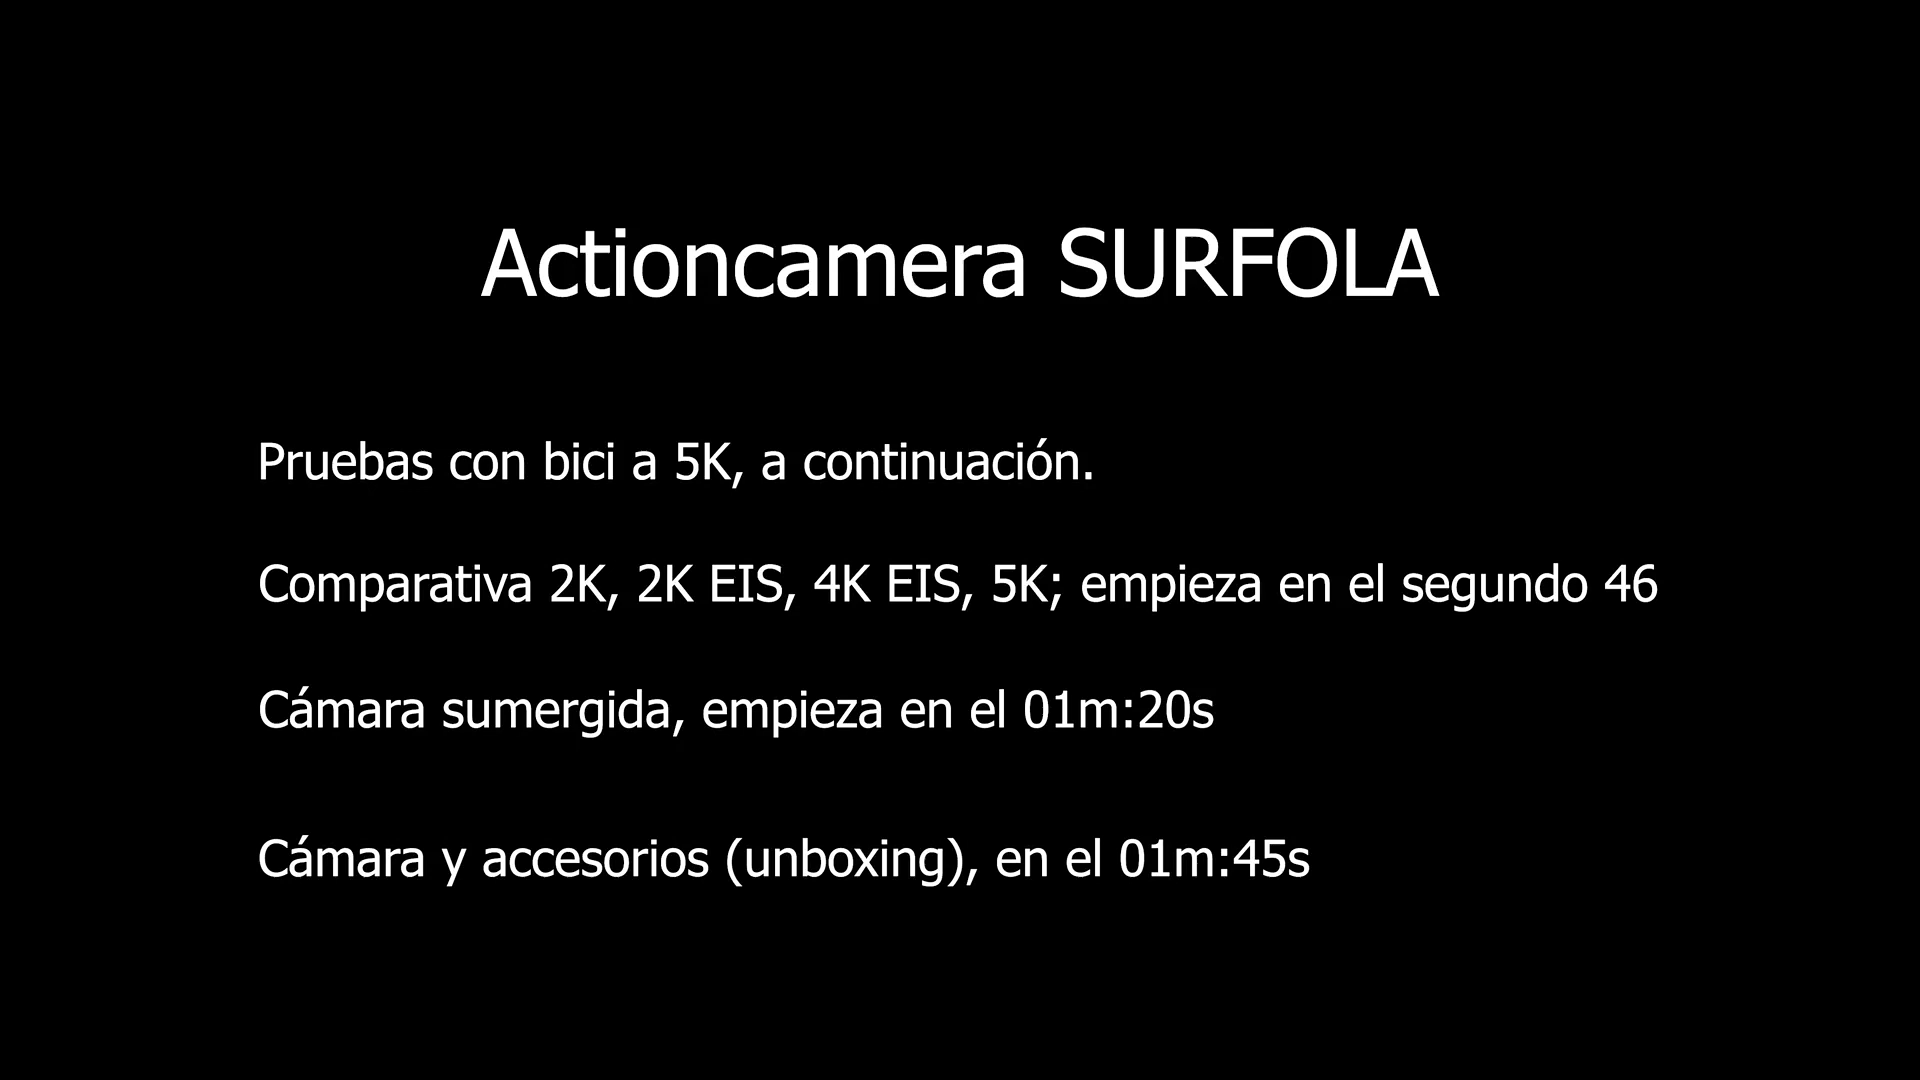 Actioncamera SURFOLA
Pruebas con bici a 5K, a continuación.
Comparativa 2K, 2K EIS, 4K EIS, 5K; empieza en el segundo 46
Cámara sumergida, empieza en el 01m:20s
Cámara y accesorios (unboxing), en el 01m:45s